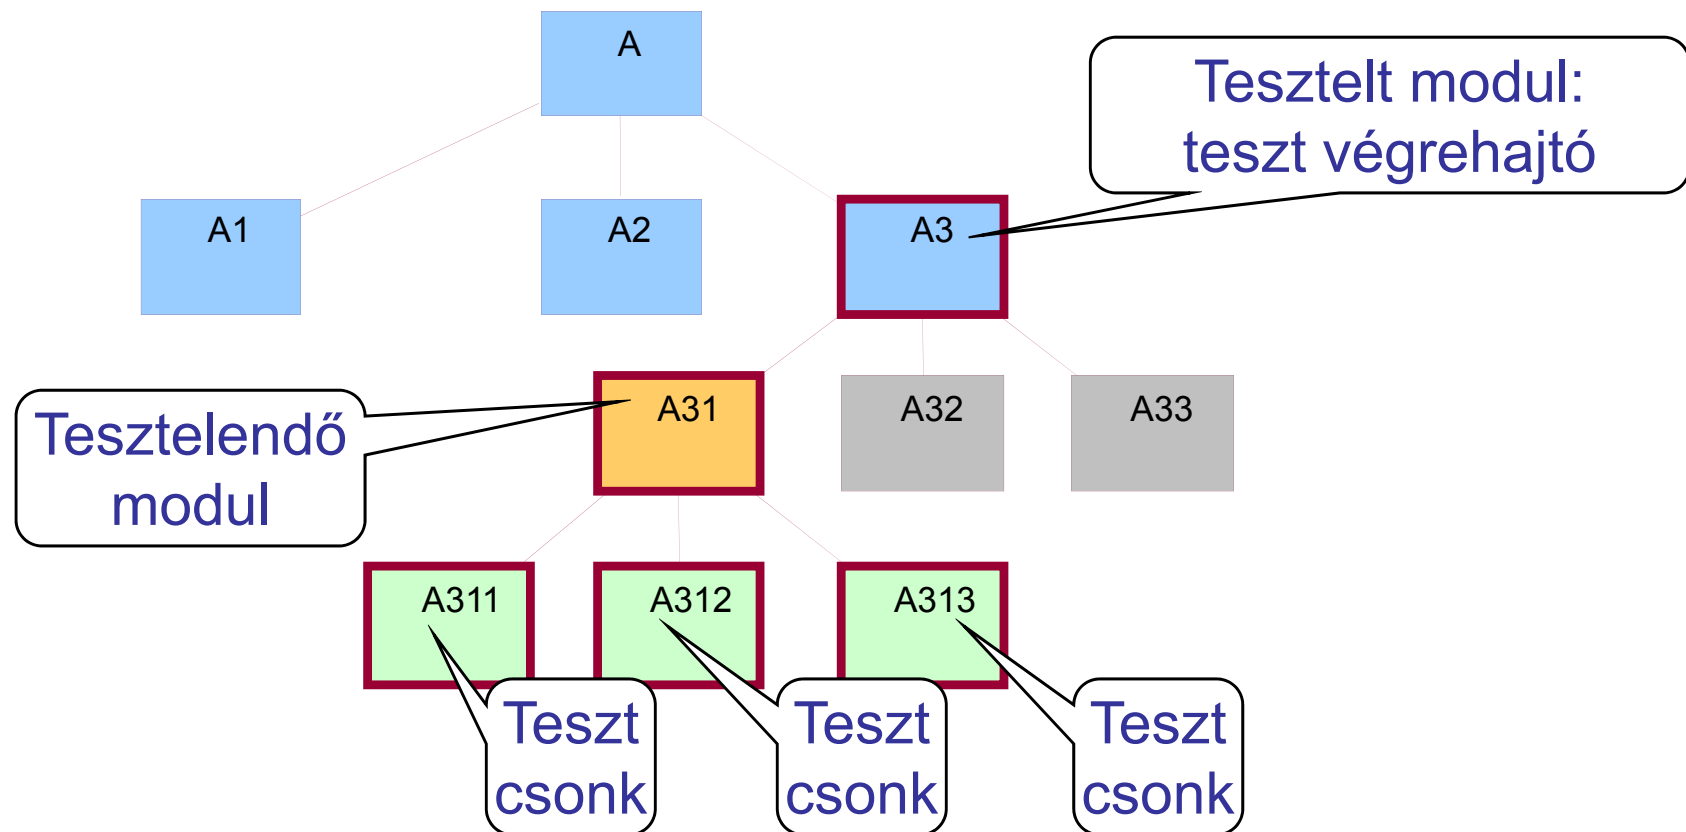 A
Tesztelt modul:
teszt végrehajtó
A1
A2
A3
Tesztelendő
modul
A31
A32
A33
A311
A312
A313
Teszt
csonk
Teszt
csonk
Teszt
csonk